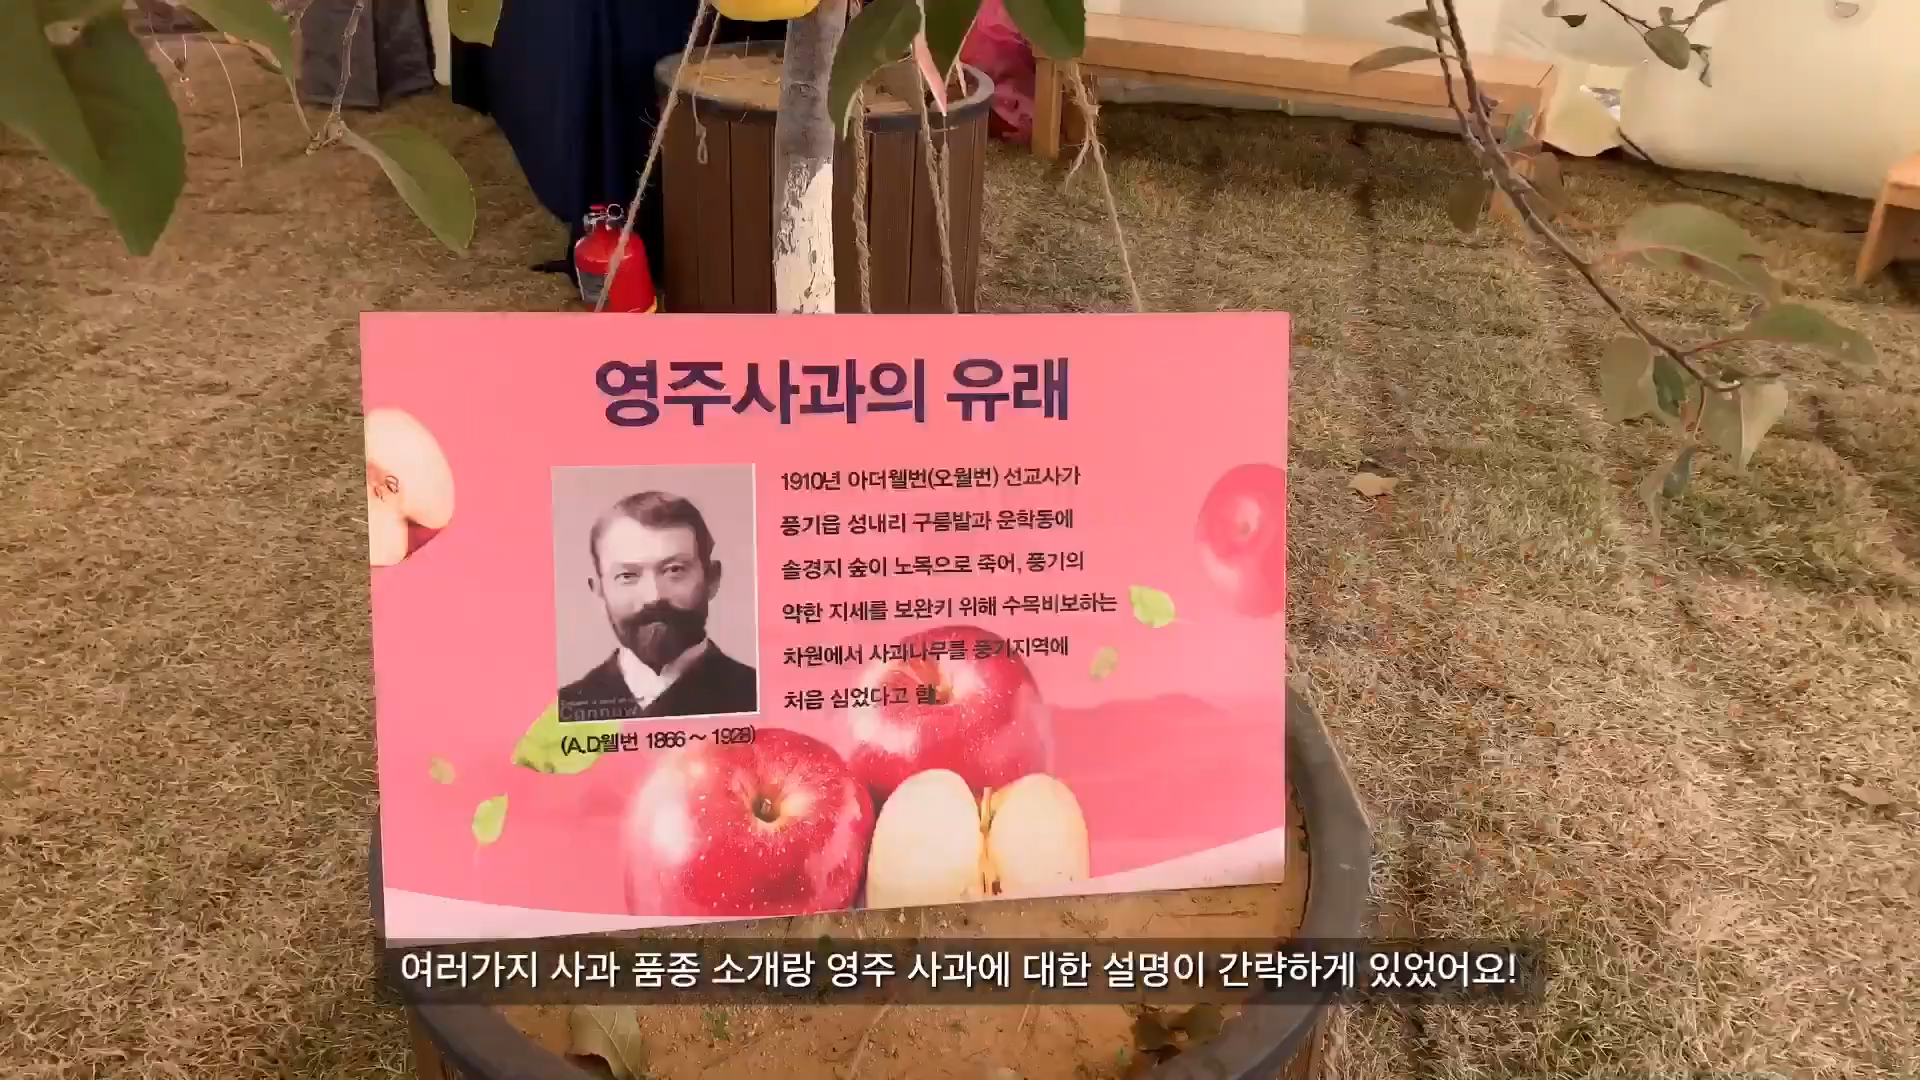 영주사과의 유래
1910년 아더웰번(오월번) 선교사가
풍기읍 성내리 구름밭과 운학동에
솔경지 숲이 노목으로 죽어, 풍기의
약한 지세를 보완키 위해 수목비보하는
차원에서 사과나무를 풍기지역에
처음 심었다고 함.
(A.D웰번 1866 ~ 1928)
여러가지 사과 품종 소개랑 영주 사과에 대한 설명이 간략하게 있었어요!